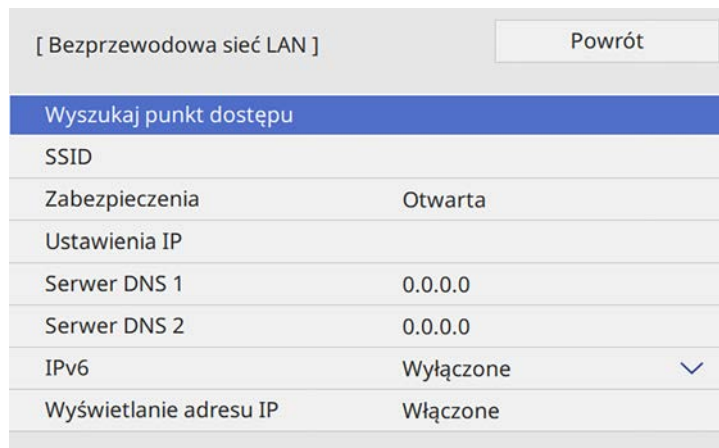 [ Bezprzewodowa sieć LAN ] Powrót
Wyszukaj punkt dostępu
SSID
Zabezpieczenia Otwarta
Ustawienia IP
Serwer DNS 1 0.0.0.0
Serwer DNS 2 0.0.0.0
IPv6 Wyłączone
Wyświetlanie adresu IP Włączone